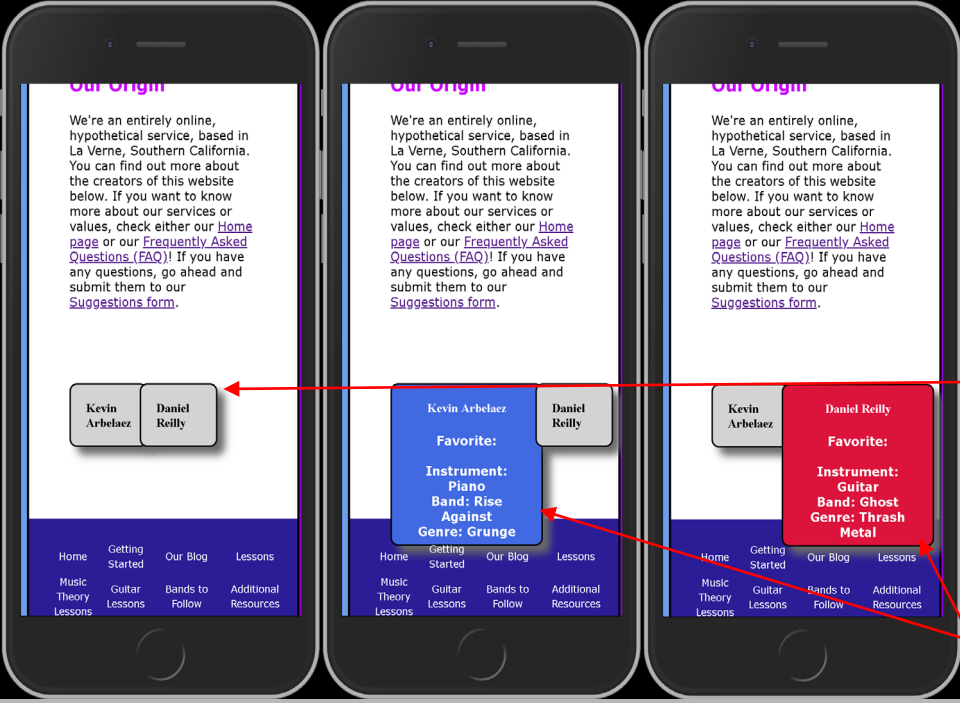 Our Origin
We're an entirely online,
hypothetical service, based in
La Verne, Southern California.
You can find out more about
the creators of this website
below. If you want to know
more about our services or
values, check either our Home
page or our Frequently Asked
Questions (FAQ)! If you have
any questions, go ahead and
submit them to our
Suggestions form.
Kevin
Arbelaez
Daniel
Reilly
Home
Getting
Started
Our Blog
Lessons
Music
Theory
Lessons
Guitar
Lessons
Bands to
Follow
Additional
Resources
Our Origin
We're an entirely online,
hypothetical service, based in
La Verne, Southern California.
You can find out more about
the creators of this website
below. If you want to know
more about our services or
values, check either our Home
page or our Frequently Asked
Questions (FAQ)! If you have
any questions, go ahead and
submit them to our
Suggestions form.
Kevin Arbelaez
Favorite:
Instrument:
Piano
Band: Rise
Against
Genre: Grunge
Daniel
Reilly
Home
Getting
Started
Our Blog
Lessons
Music
Theory
Lessons
Guitar
Lessons
Bands to
Follow
Additional
Resources
Our Origin
We're an entirely online,
hypothetical service, based in
La Verne, Southern California.
You can find out more about
the creators of this website
below. If you want to know
more about our services or
values, check either our Home
page or our Frequently Asked
Questions (FAQ)! If you have
any questions, go ahead and
submit them to our
Suggestions form.
Kevin
Arbelaez
Daniel Reilly
Favorite:
Instrument:
Guitar
Band: Ghost
Genre: Thrash
Metal
Home
Getting
Started
Our Blog
Lessons
Music
Theory
Lessons
Guitar
Lessons
Bands to
Follow
Additional
Resources